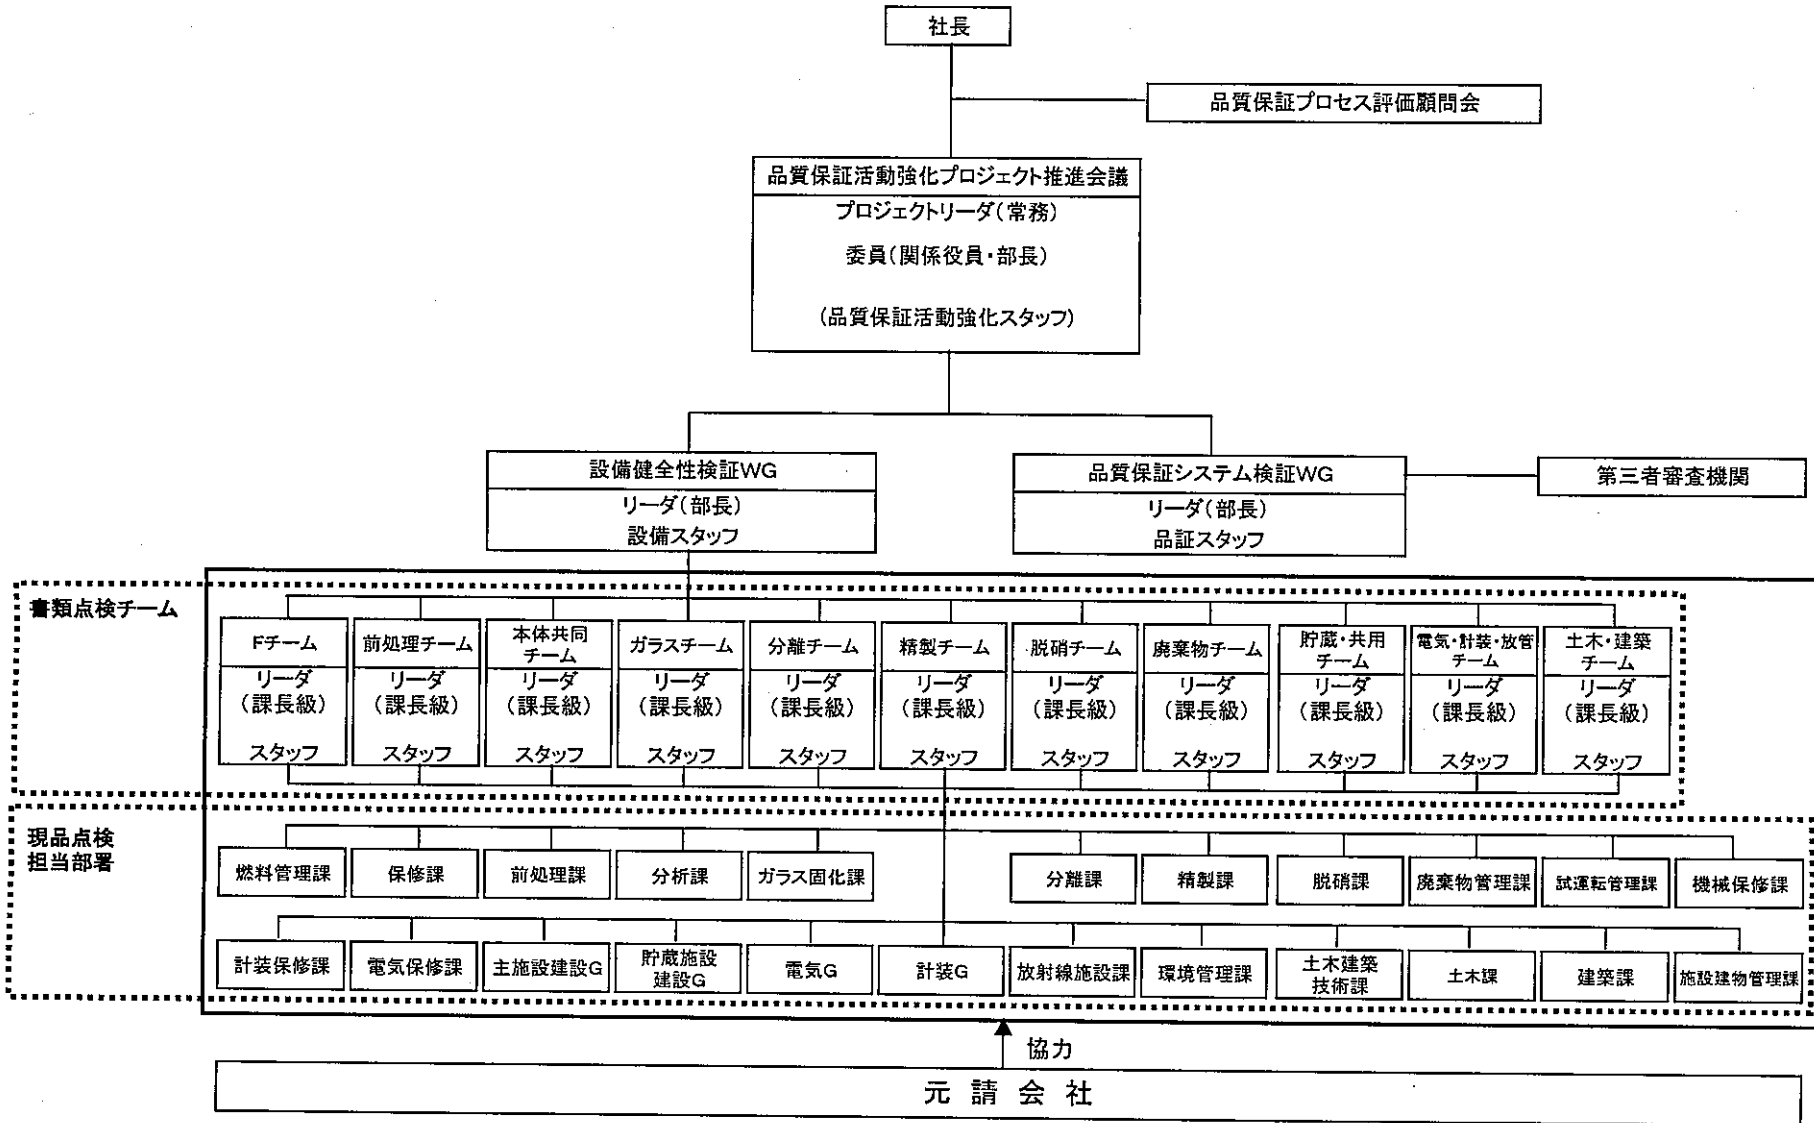 社長
品質保証プロセス評価顧問会
品質保証活動強化プロジェクト推進会議
プロジェクトリーダ(常務)
委員(関係役員・部長)
(品質保証活動強化スタッフ)
設備健全性検証WG
リーダ(部長)
設備スタッフ
品質保証システム検証WG
リーダ(部長)
品証スタッフ
第三者審査機関
書類点検チーム
Fチーム
リーダ
(課長級)
スタッフ
前処理チーム
リーダ
(課長級)
スタッフ
本体共同
チーム
リーダ
(課長級)
スタッフ
ガラスチーム
リーダ
(課長級)
スタッフ
分離チーム
リーダ
(課長級)
スタッフ
精製チーム
リーダ
(課長級)
スタッフ
脱硝チーム
リーダ
(課長級)
スタッフ
廃棄物チーム
リーダ
(課長級)
スタッフ
貯蔵・共用
チーム
リーダ
(課長級)
スタッフ
電気・計装・放管
チーム
リーダ
(課長級)
スタッフ
土木・建築
チーム
リーダ
(課長級)
スタッフ
現品点検
担当部署
燃料管理課
保修課
前処理課
分析課
ガラス固化課
分離課
精製課
脱硝課
廃棄物管理課
試運転管理課
機械保修課
計装保修課
電気保修課
主施設建設G
貯蔵施設
建設G
電気G
計装G
放射線施設課
環境管理課
土木建築
技術課
土木課
建築課
施設建物管理課
協力
元請会社